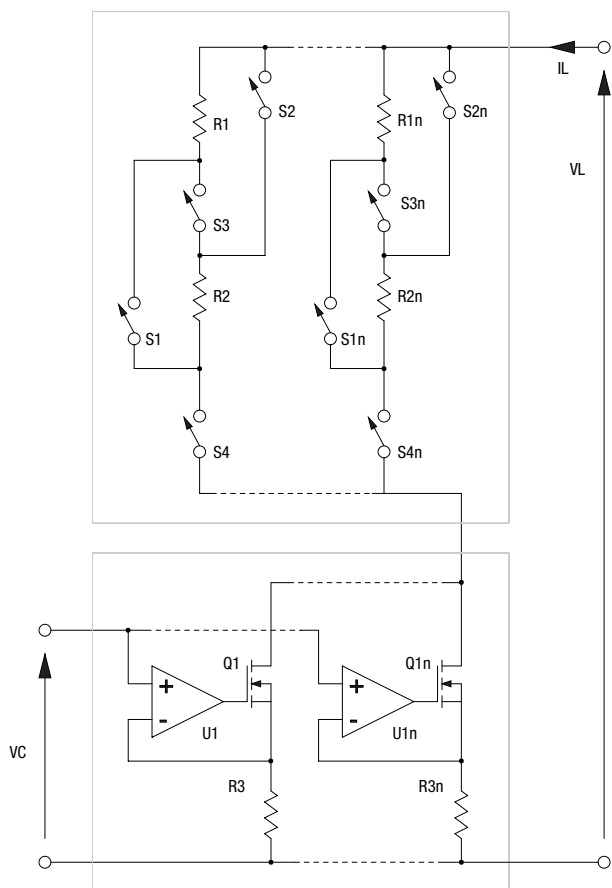 IL
S2
S2n
R1
R1n
VL
S3
S3n
R2
R2n
S1
S1n
S4
S4n
Q1
Q1n
+
+
-
-
U1
U1n
VC
R3
R3n